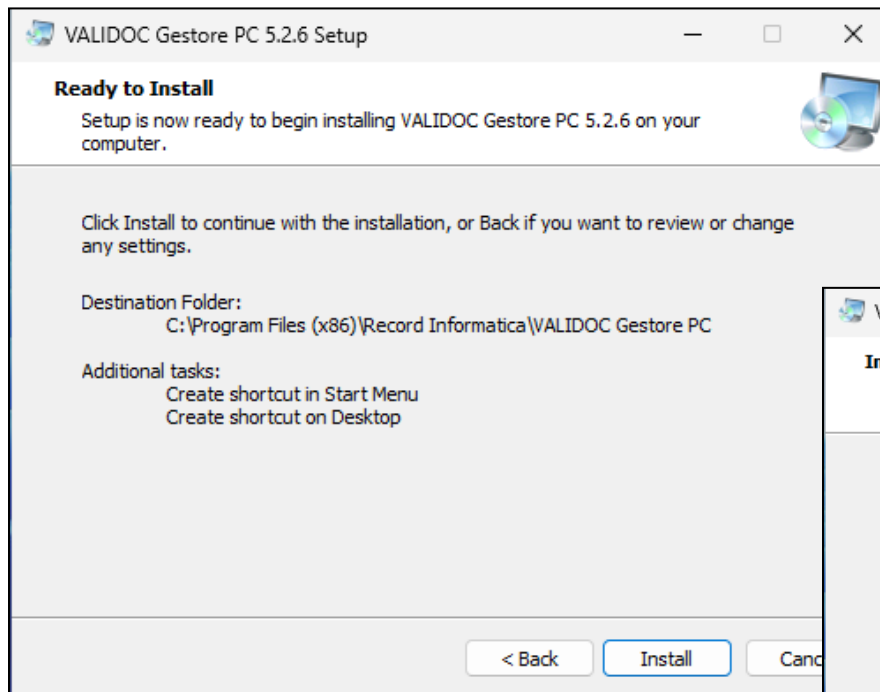 VALIDOC Gestore PC 5.2.6 Setup
Ready to Install
Setup is now ready to begin installing VALIDOC Gestore PC 5.2.6 on your
computer.
Click Install to continue with the installation, or Back if you want to review or change
any settings.
Destination Folder:
C:\Program Files (x86)\Record Informatica\VALIDOC Gestore PC
Additional tasks:
Create shortcut in Start Menu
Create shortcut on Desktop
< Back
Install